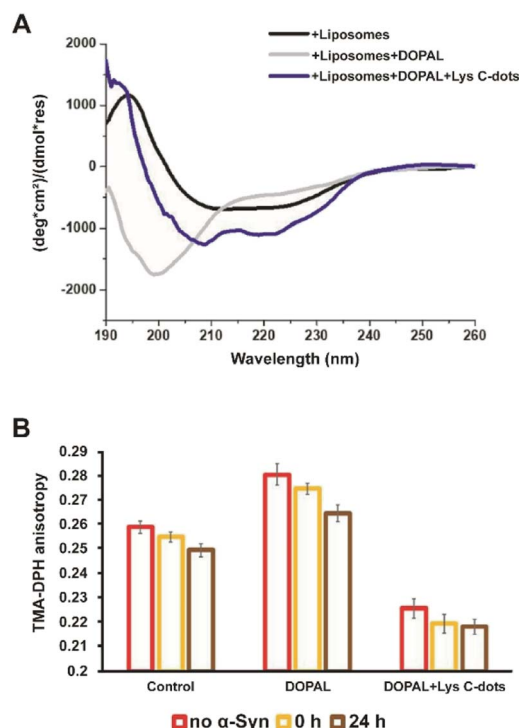 A
+Liposomes
+Liposomes+DOPAL
+Liposomes+DOPAL+Lys C-dots
2000
1000
0
-1000
-2000
(deg*cm²)/(dmol*res)
190 200 210 220 230 240 250 260
Wavelength (nm)
B
0.29
0.28
0.27
0.26
0.25
0.24
0.22
0.21
0.2
TMA-DPH anisotropy
Control DOPAL DOPAL+Lys C-dots
no α-Syn 0 h 24 h